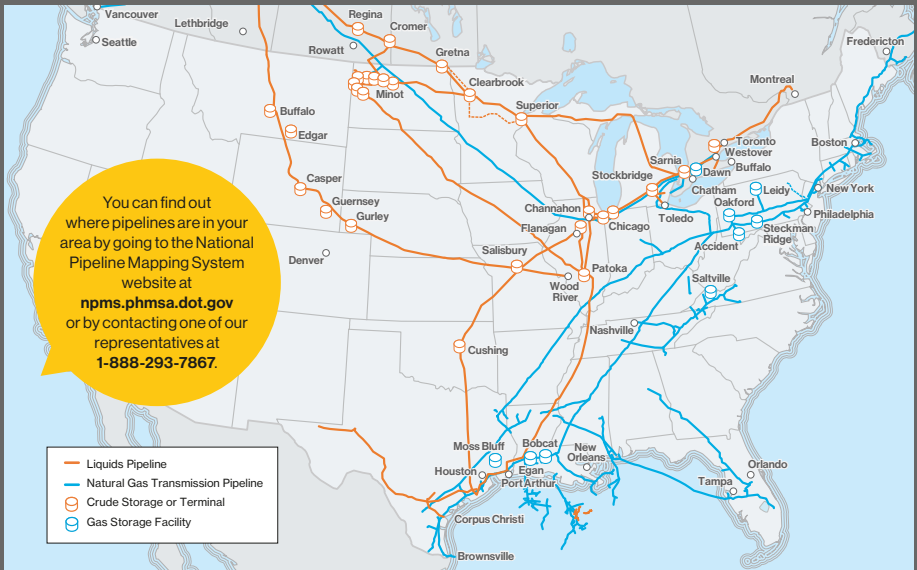 Vancouver
Seattle
Lethbridge
Regina
Cromer
Rowatt
Gretna
Minot
Clearbrook
Superior
Fredericton
Montreal
Buffalo
Edgar
Toronto
Westover
Buffalo
Boston
Sarnia
Dawn
Stockbridge
Chatham
Leidy
New York
Oakford
Casper
Guernsey
Gurley
Channahon
Flanagan
Chicago
Toledo
Philadelphia
Steckman
Ridge
Accident
Denver
Salisbury
Patoka
Wood
River
Saltville
Nashville
Cushing
You can find out
where pipelines are in your
area by going to the National
Pipeline Mapping System
website at
npms.phmsa.dot.gov
or by contacting one of our
representatives at
1-888-293-7867.
Moss Bluff
Bobcat
New
Orleans
Houston
Egan
Port Arthur
Orlando
Tampa
Corpus Christi
Brownsville
Liquids Pipeline
Natural Gas Transmission Pipeline
Crude Storage or Terminal
Gas Storage Facility